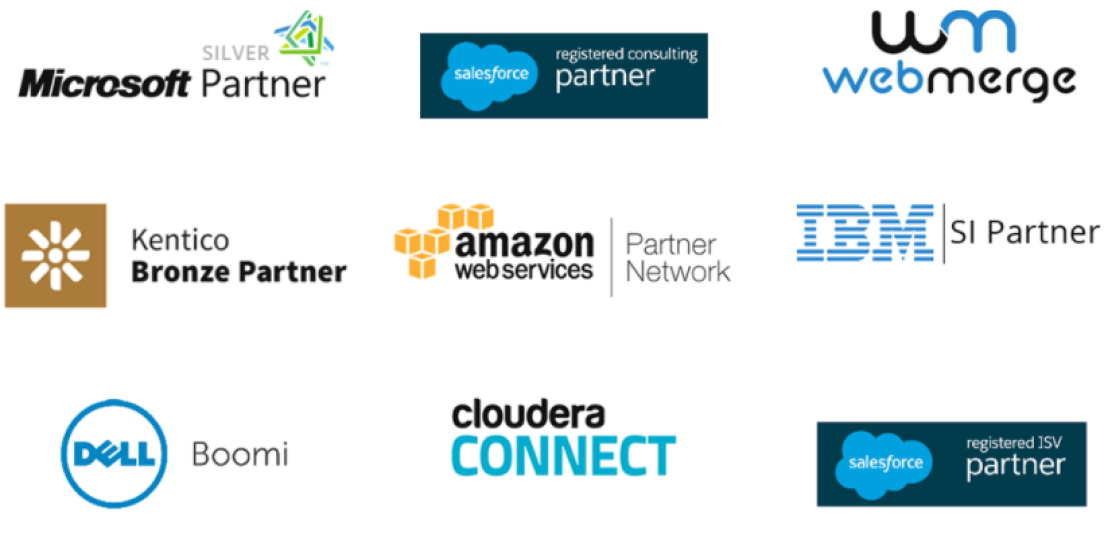 SILVER
Microsoft Partner
salesforce
registered consulting
partner
wm
webmerge
Kentico
Bronze Partner
amazon
web services
Partner
Network
IBM
SI Partner
DELL
Boomi
cloudera
CONNECT
salesforce
registered ISV
partner